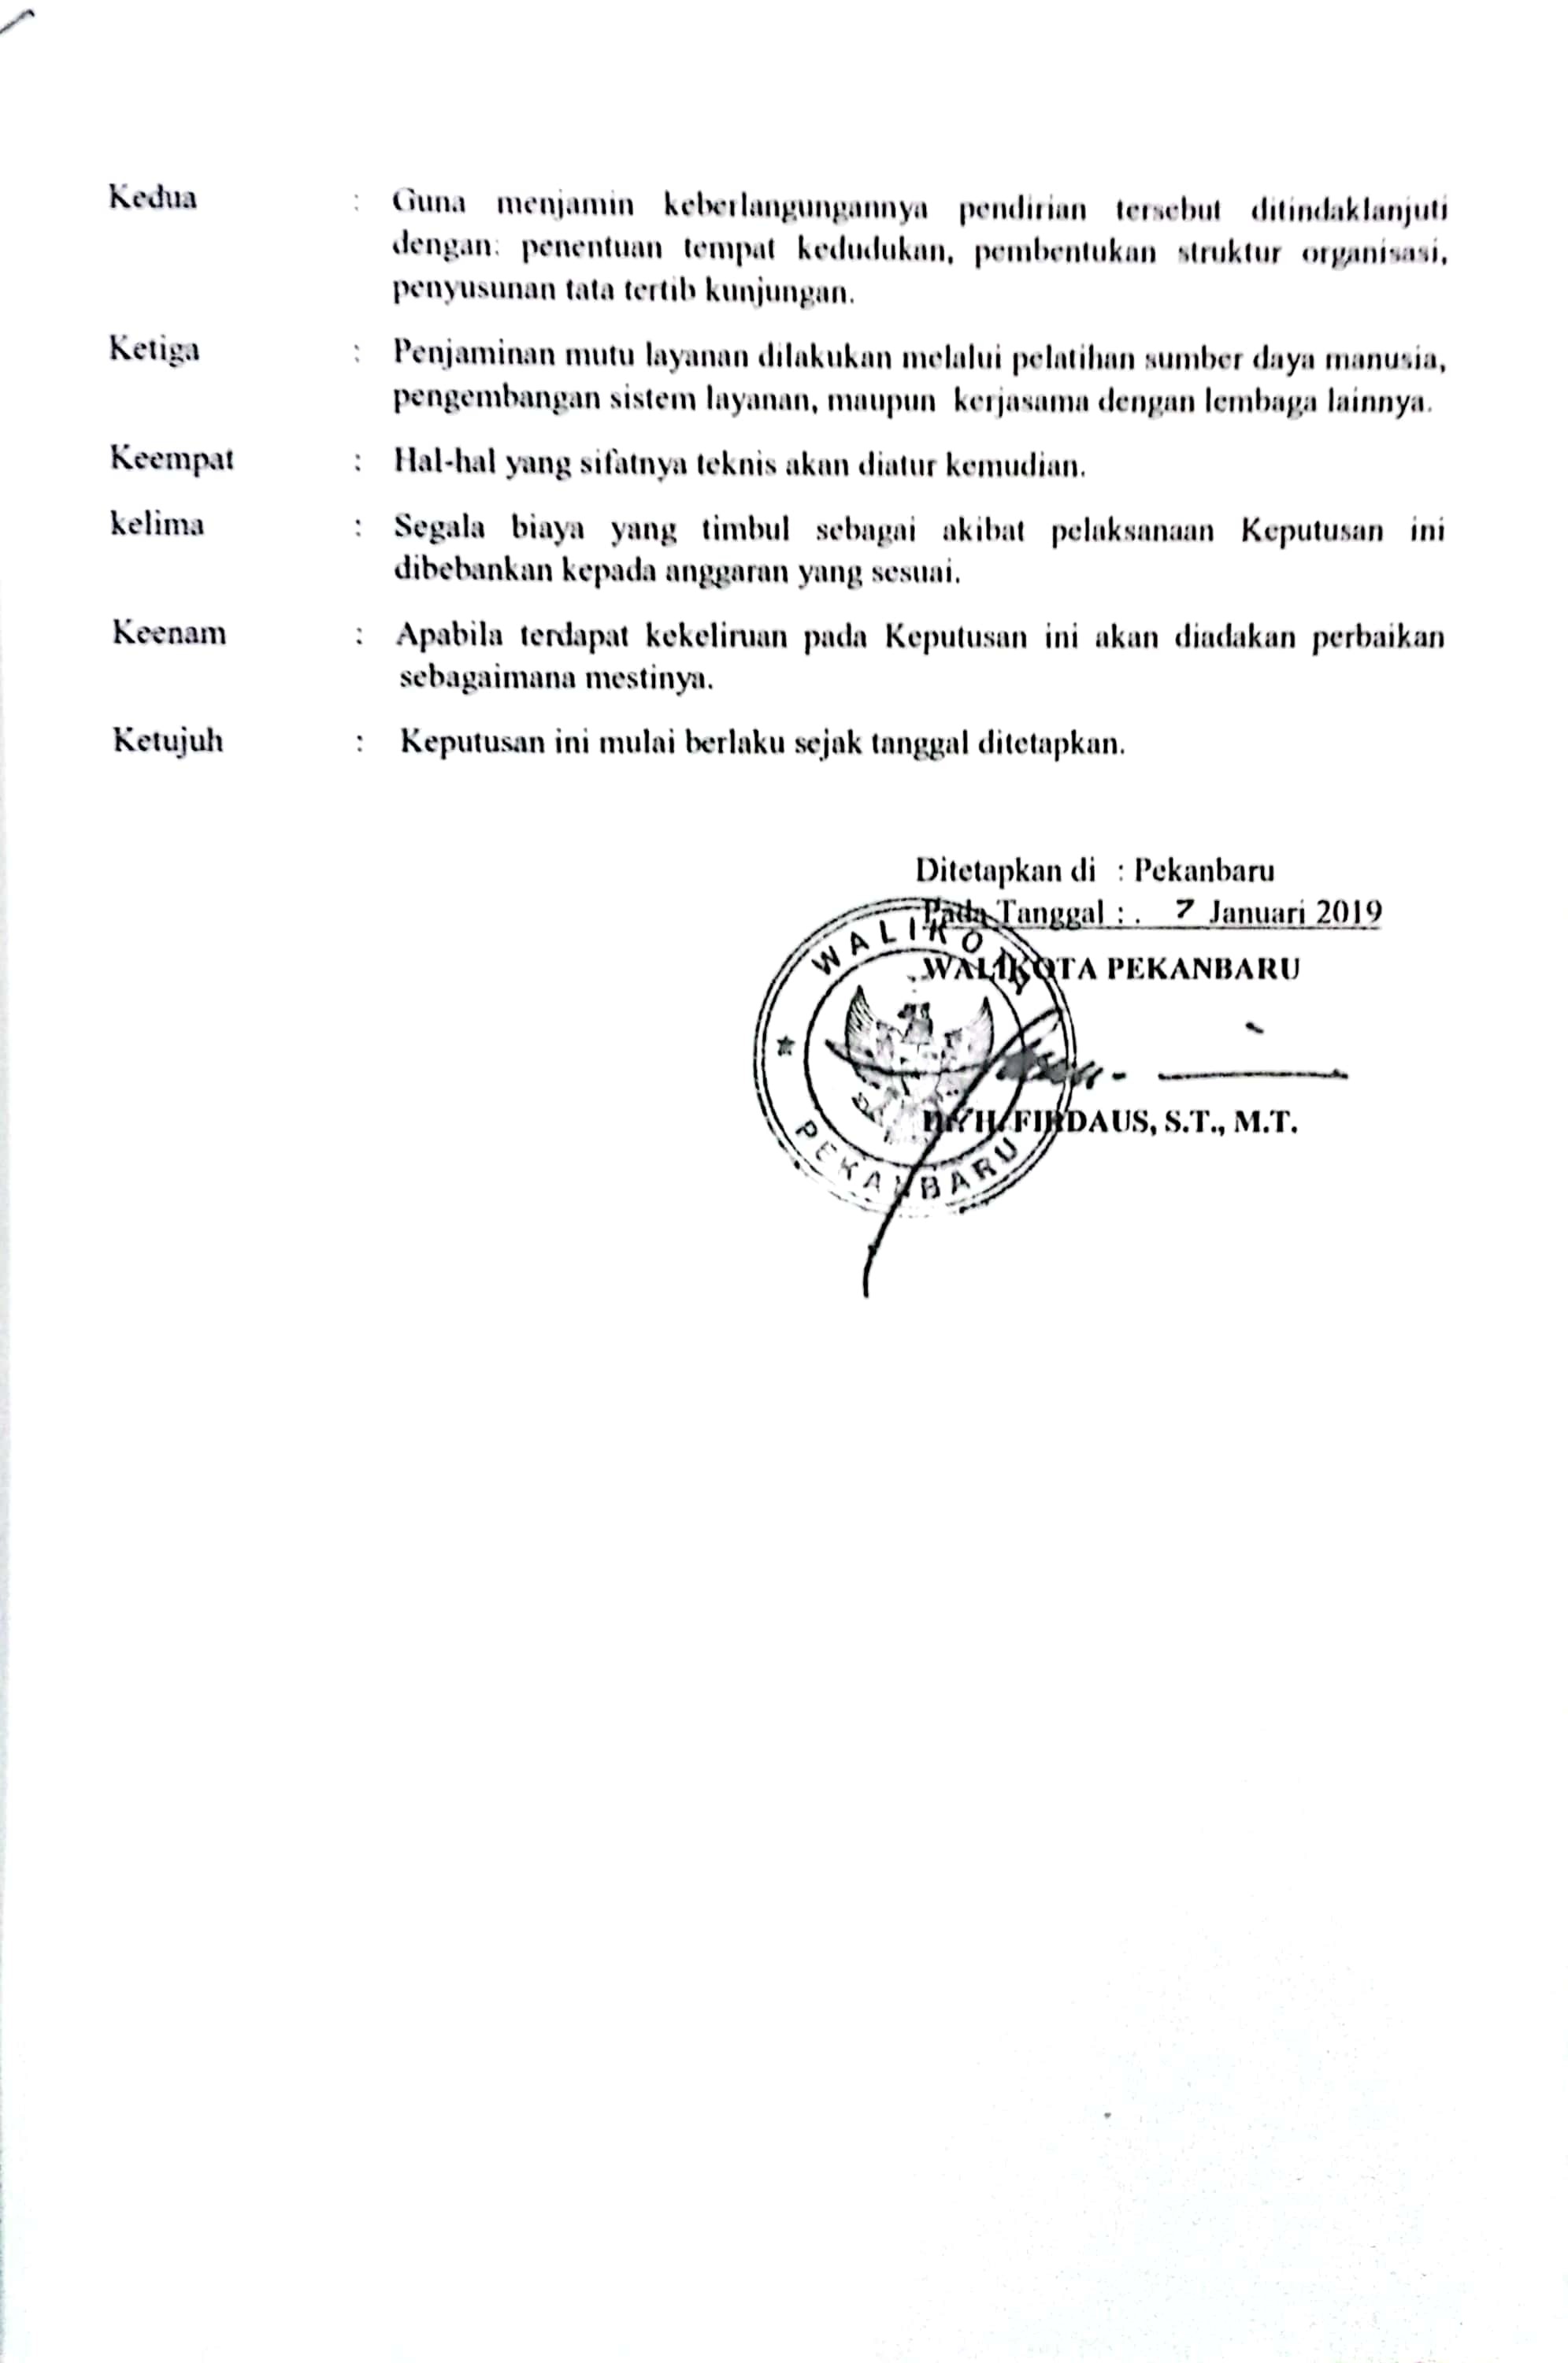 Kedua : Guna menjamin keberlangungannya pendirian tersebut ditindaklanjuti
dengan: penentuan tempat kedudukan, pembentukan struktur organisasi,
penyusunan tata tertib kunjungan.
Ketiga : Penjaminan mutu layanan dilakukan melalui pelatihan sumber daya manusia,
pengembangan sistem layanan, maupun kerjasama dengan lembaga lainnya.
Keempat : Hal-hal yang sifatnya teknis akan diatur kemudian.
kelima : Segala biaya yang timbul sebagai akibat pelaksanaan Keputusan ini
dibebankan kepada anggaran yang sesuai.
Keenam : Apabila terdapat kekeliruan pada Keputusan ini akan diadakan perbaikan
sebagaimana mestinya.
Ketujuh : Keputusan ini mulai berlaku sejak tanggal ditetapkan.
Ditetapkan di : Pekanbaru
Pada Tanggal : . 7 Januari 2019
WALIKOTA PEKANBARU
WALIKOTA
PEKANBARU
H. FIRDAUS, S.T., M.T.